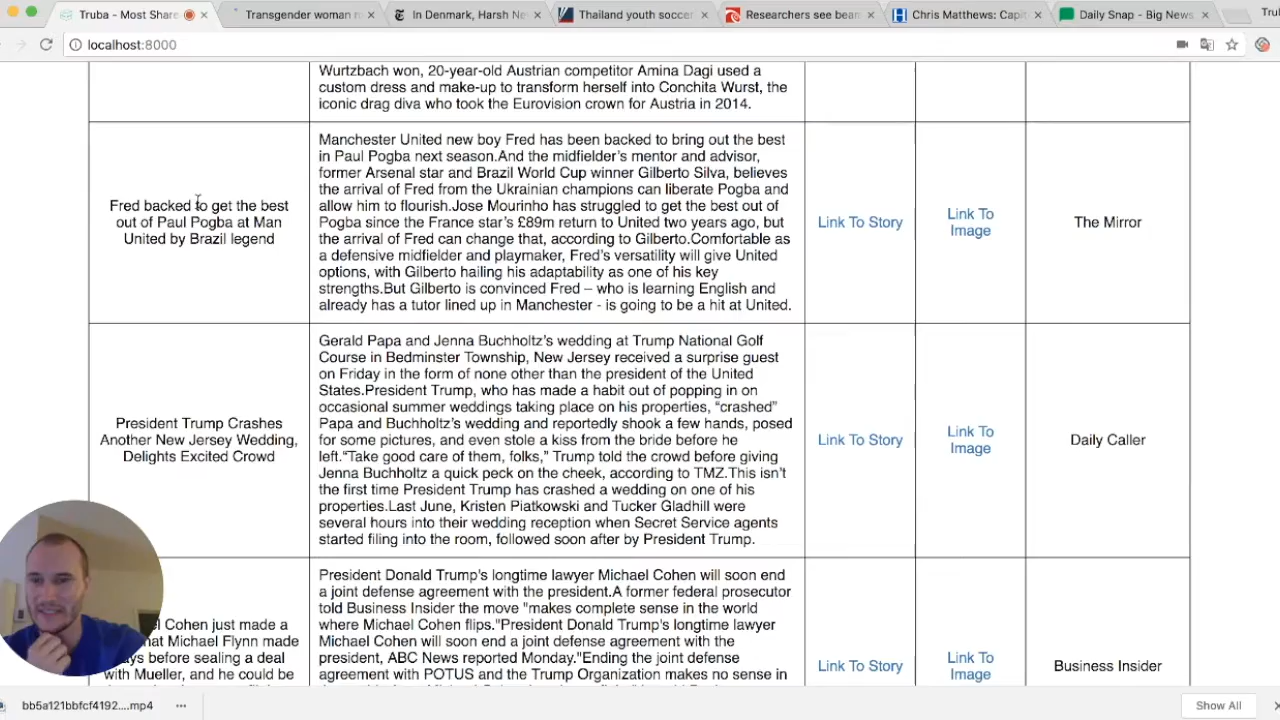 Truba - Most Share
Transgender woman
In Denmark, Harsh Ne
Thailand youth soccer
Researchers see bea
Chris Matthews: Capi
Daily Snap - Big News
localhost:8000
Wurtzbach won, 20-year-old Austrian competitor Amina Dagi used a
custom dress and make-up to transform herself into Conchita Wurst, the
iconic drag diva who took the Eurovision crown for Austria in 2014.
Fred backed to get the best
out of Paul Pogba at Man
United by Brazil legend
Manchester United new boy Fred has been backed to bring out the best
in Paul Pogba next season.And the midfielder’s mentor and advisor,
former Arsenal star and Brazil World Cup winner Gilberto Silva, believes
the arrival of Fred from the Ukrainian champions can liberate Pogba and
allow him to flourish.Jose Mourinho has struggled to get the best out of
Pogba since the France star’s £89m return to United two years ago, but
the arrival of Fred can change that, according to Gilberto.Comfortable as
a defensive midfielder and playmaker, Fred’s versatility will give United
options, with Gilberto hailing his adaptability as one of his key
strengths.But Gilberto is convinced Fred – who is learning English and
already has a tutor lined up in Manchester - is going to be a hit at United.
Link To Story
Link To
Image
The Mirror
President Trump Crashes
Another New Jersey Wedding,
Delights Excited Crowd
Gerald Papa and Jenna Buchholtz’s wedding at Trump National Golf
Course in Bedminster Township, New Jersey received a surprise guest
on Friday in the form of none other than the president of the United
States.President Trump, who has made a habit out of popping in on
occasional summer weddings taking place on his properties, “crashed”
Papa and Buchholtz’s wedding and reportedly shook a few hands, posed
for some pictures, and even stole a kiss from the bride before he
left.“Take good care of them, folks,” Trump told the crowd before giving
Jenna Buchholtz a quick peck on the cheek, according to TMZ.This isn’t
the first time President Trump has crashed a wedding on one of his
properties.Last June, Kristen Piatkowski and Tucker Gladhill were
several hours into their wedding reception when Secret Service agents
started filing into the room, followed soon after by President Trump.
Link To Story
Link To
Image
Daily Caller
el Cohen just made a
hat Michael Flynn made
ays before sealing a deal
with Mueller, and he could be
President Donald Trump's longtime lawyer Michael Cohen will soon end
a joint defense agreement with the president.A former federal prosecutor
told Business Insider the move "makes complete sense in the world
where Michael Cohen flips."President Donald Trump's longtime lawyer
Michael Cohen will soon end a joint defense agreement with the
president, ABC News reported Monday."Ending the joint defense
agreement with POTUS and the Trump Organization makes no sense in
Link To Story
Link To
Image
Business Insider
bb5a121bbfcf4192....mp4
Show All